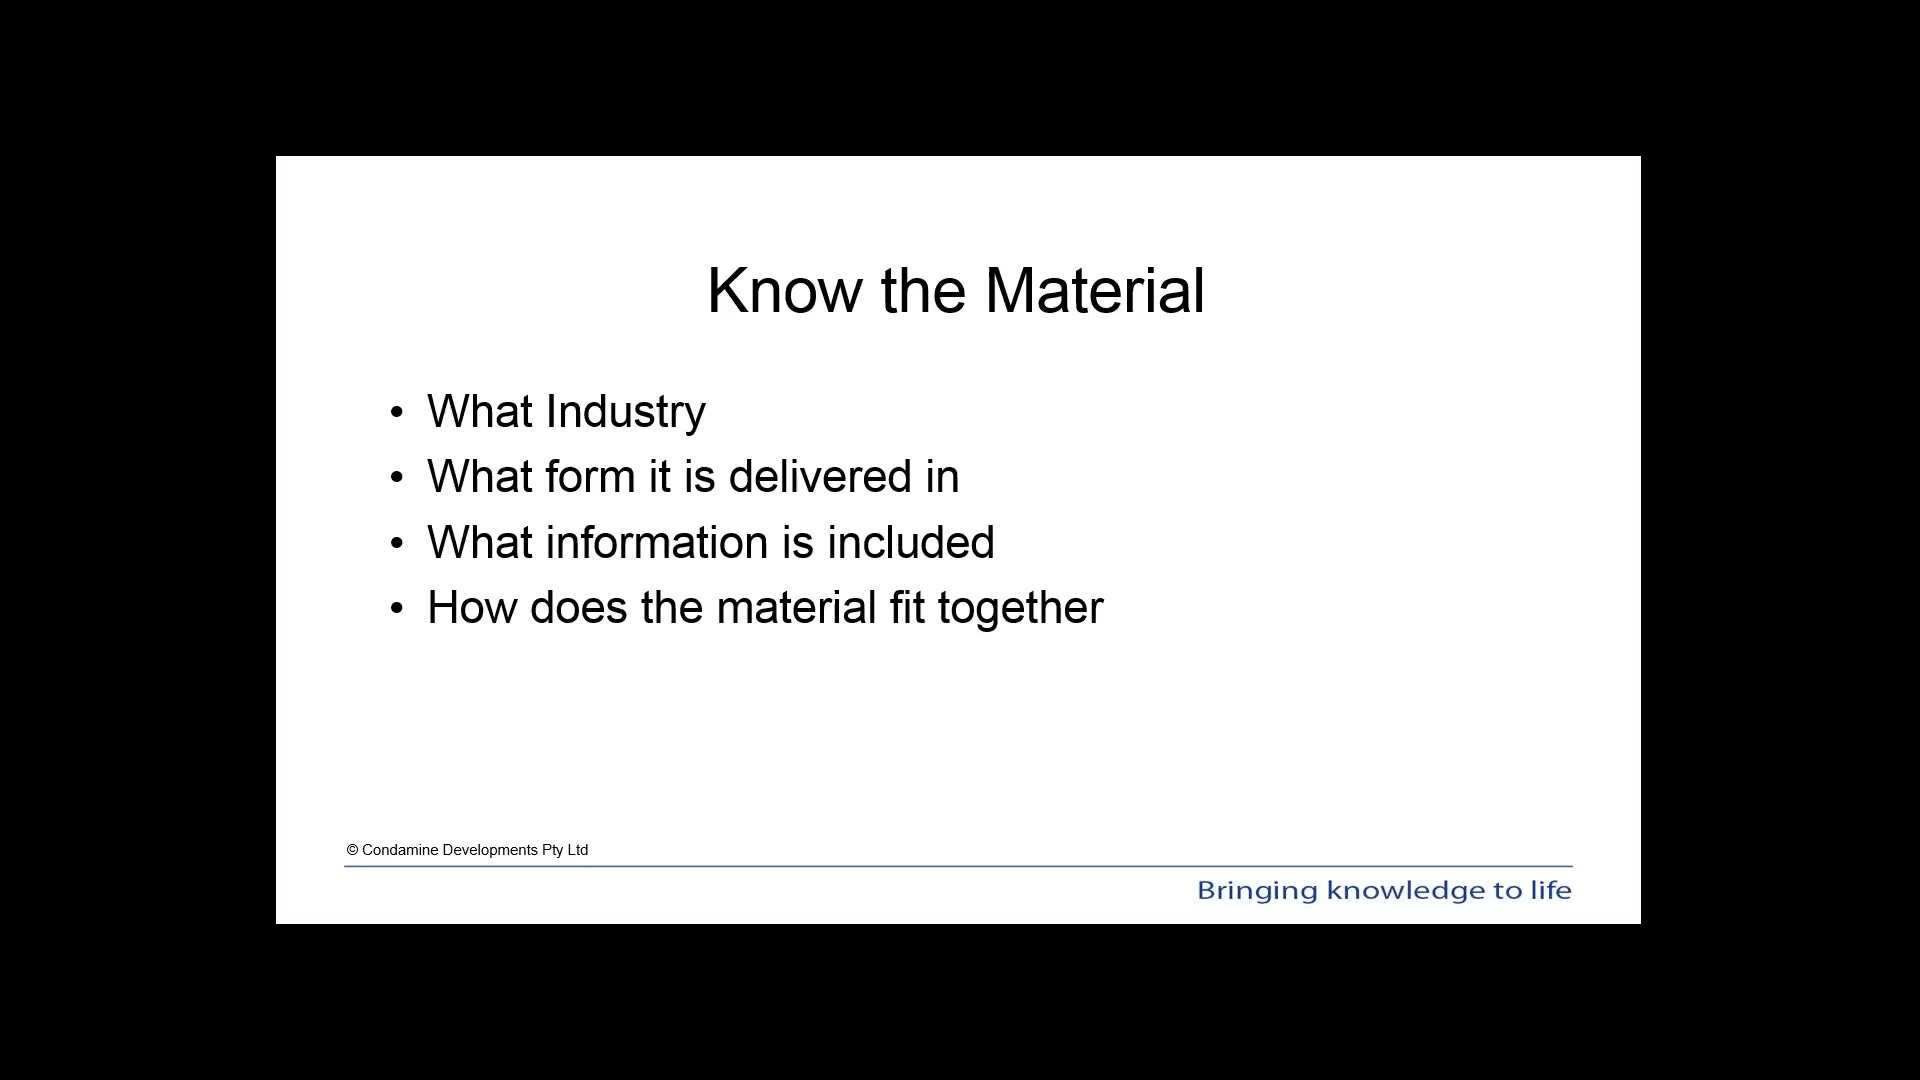 Know the Material
• What Industry
• What form it is delivered in
• What information is included
• How does the material fit together
© Condamine Developments Pty Ltd
Bringing knowledge to life